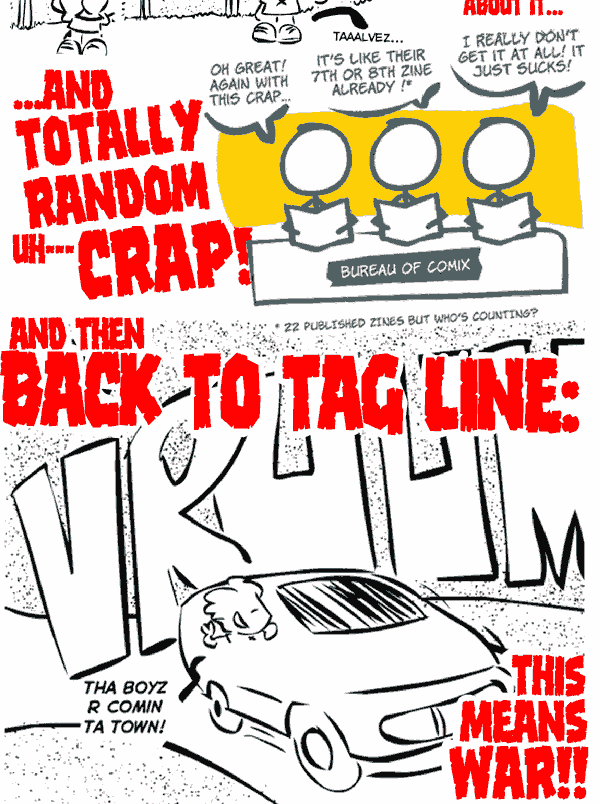 ABOUT IT...
TAAALVEZ...
OH GREAT!
AGAIN WITH
THIS CRAP...
IT'S LIKE THEIR
7TH OR 8TH ZINE
ALREADY !*
I REALLY DON'T
GET IT AT ALL! IT
JUST SUCKS!
...AND
TOTALLY
RANDOM
UH--- CRAP!
BUREAU OF COMIX
* 22 PUBLISHED ZINES BUT WHO'S COUNTING?
AND THEN
BACK TO TAG LINE:
VRUUM
THA BOYZ
R COMIN
TA TOWN!
THIS
MEANS
WAR!!